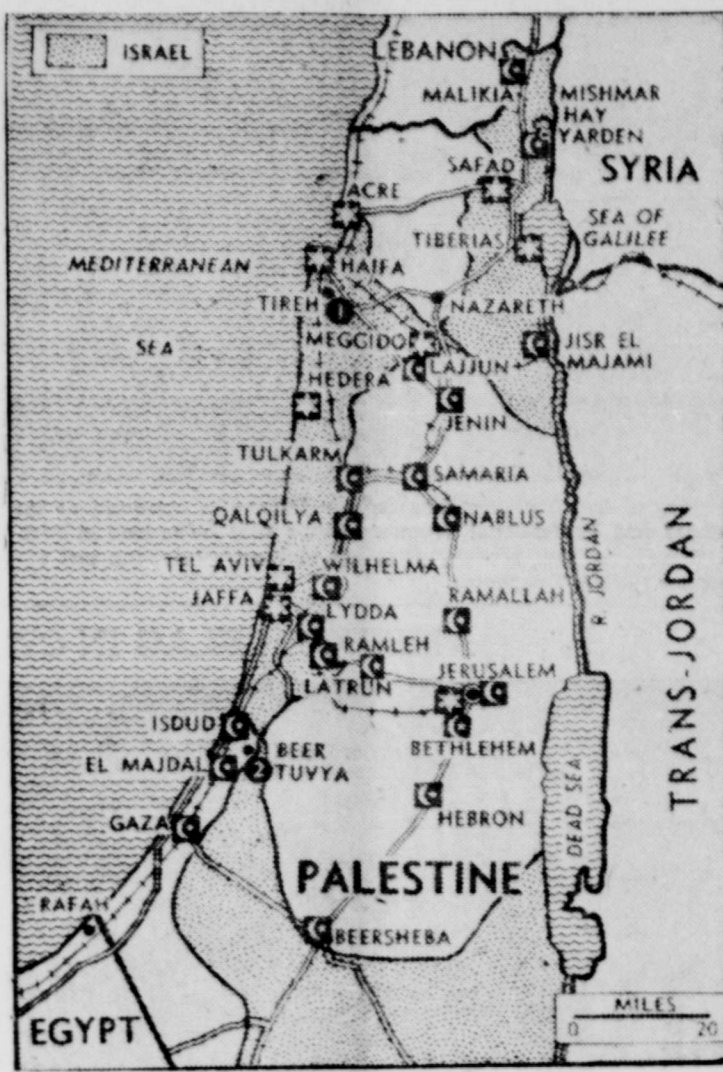 ISRAEL
LEBANON
MALIKIA
MISHMAR
HAY
YARDEN
SAFAD
SYRIA
ACRE
SEA OF
GALILEE
TIBERIAS
MEDITERRANEAN
HAIFA
TIREH
1
NAZARETH
SEA
MEGGIDO
JISR EL
MAJAMI
LAJJUN
HEDERA
JENIN
TULKARM
SAMARIA
QALQILYA
NABLUS
TEL AVIV
WILHELMA
R. JORDAN
TRANS-JORDAN
JAFFA
LYDDA
RAMALLAH
RAMLEH
JERUSALEM
LATRUN
ISDUD
BETHLEHEM
EL MAJDAL
2
BEER
TUVYA
DEAD SEA
HEBRON
GAZA
PALESTINE
RAFAH
BEERSHEBA
MILES
0 20
EGYPT